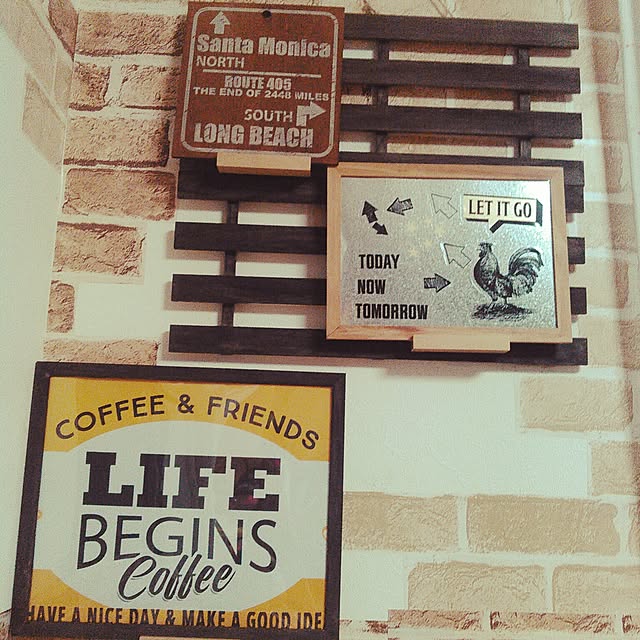 Santa Monica
NORTH
ROUTE 405
THE END OF 2448 MILES
SOUTH
LONG BEACH
LET IT GO
TODAY
NOW
TOMORROW
COFFEE & FRIENDS
LIFE
BEGINS
Coffee
HAVE A NICE DAY & MAKE A GOOD IDE